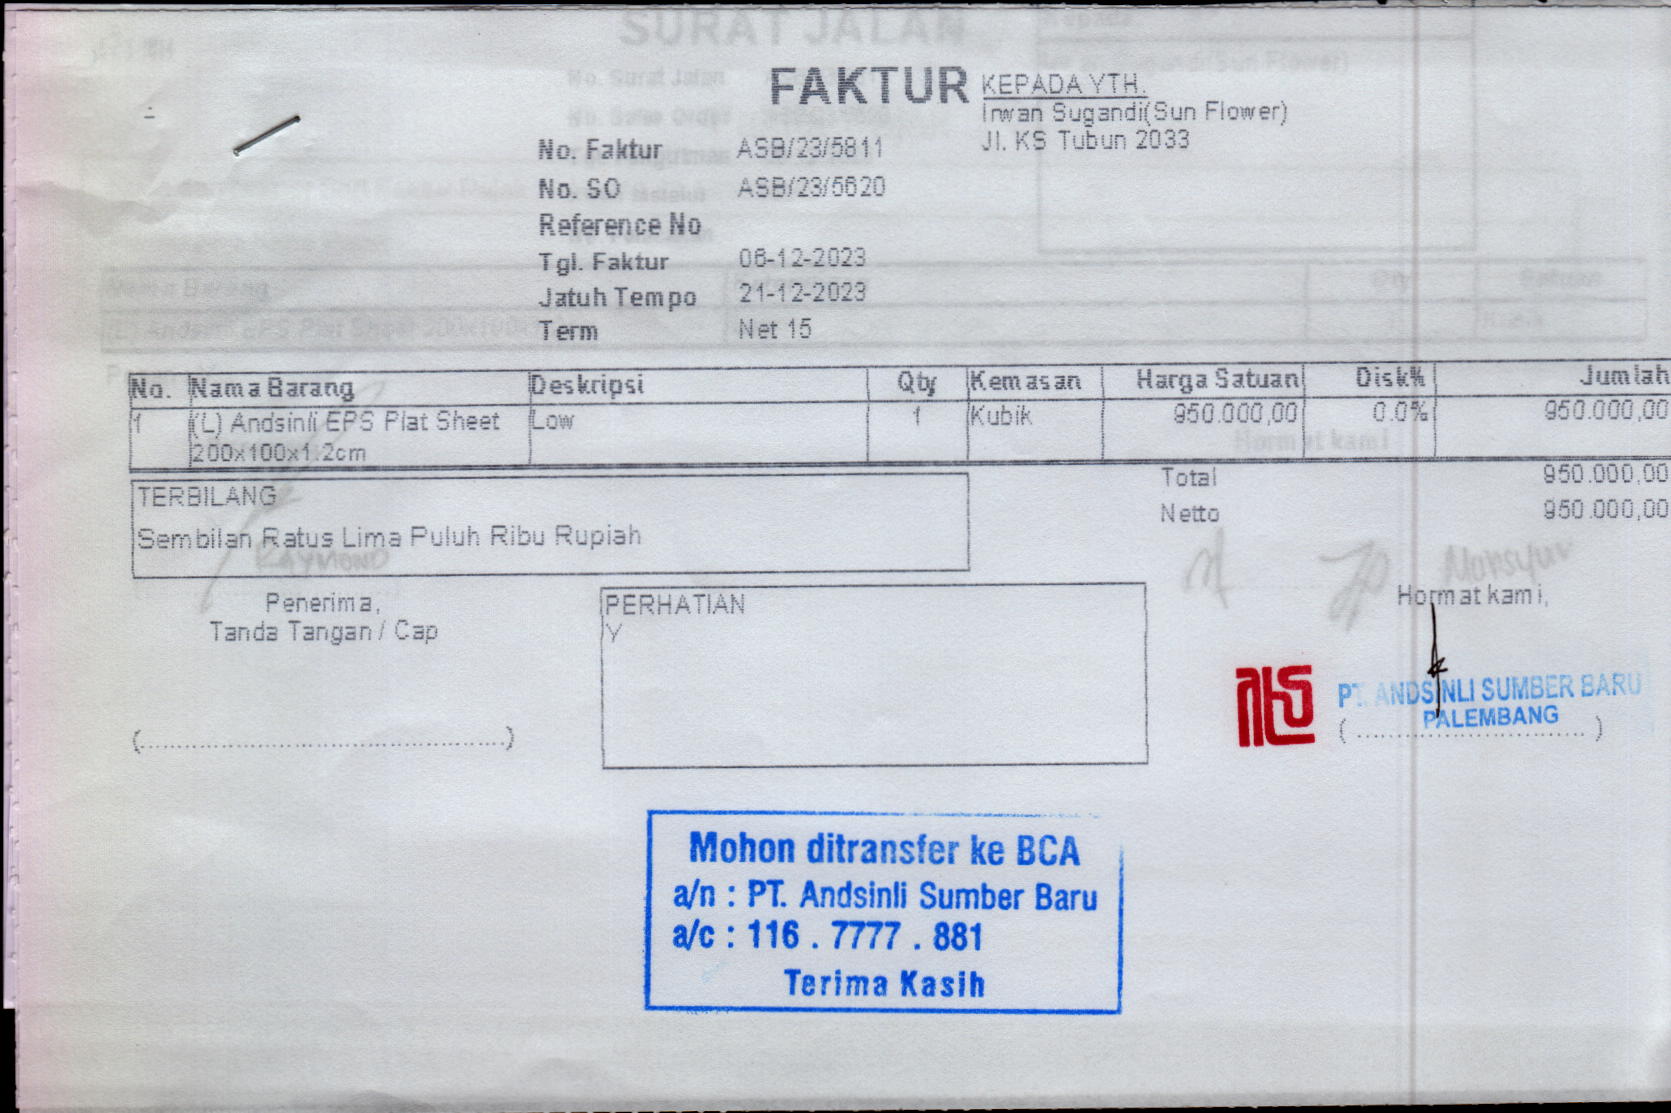 SURAT JALAN
FAKTUR
KEPADA YTH.
Irwan Sugandi(Sun Flower)
Jl. KS Tubun 2033
No. Faktur ASB/23/5811
No. SO ASB/23/5620
Reference No
Tgl. Faktur 06-12-2023
Jatuh Tempo 21-12-2023
Term Net 15
No. Nama Barang Deskripsi Qty Kemasan Harga Satuan Disk% Jumlah
1 (L) Andsinli EPS Plat Sheet Low 1 Kubik 950.000,00 0.0% 950.000,00
200x100x1.2cm
Total 950.000,00
Netto 950.000,00
TERBILANG
Sembilan Ratus Lima Puluh Ribu Rupiah
RAYMOND
Penerima,
Tanda Tangan / Cap
PERHATIAN
Y
Hormat kami,
PT. ANDSINLI SUMBER BARU
PALEMBANG
Mohon ditransfer ke BCA
a/n : PT. Andsinli Sumber Baru
a/c : 116 . 7777 . 881
Terima Kasih